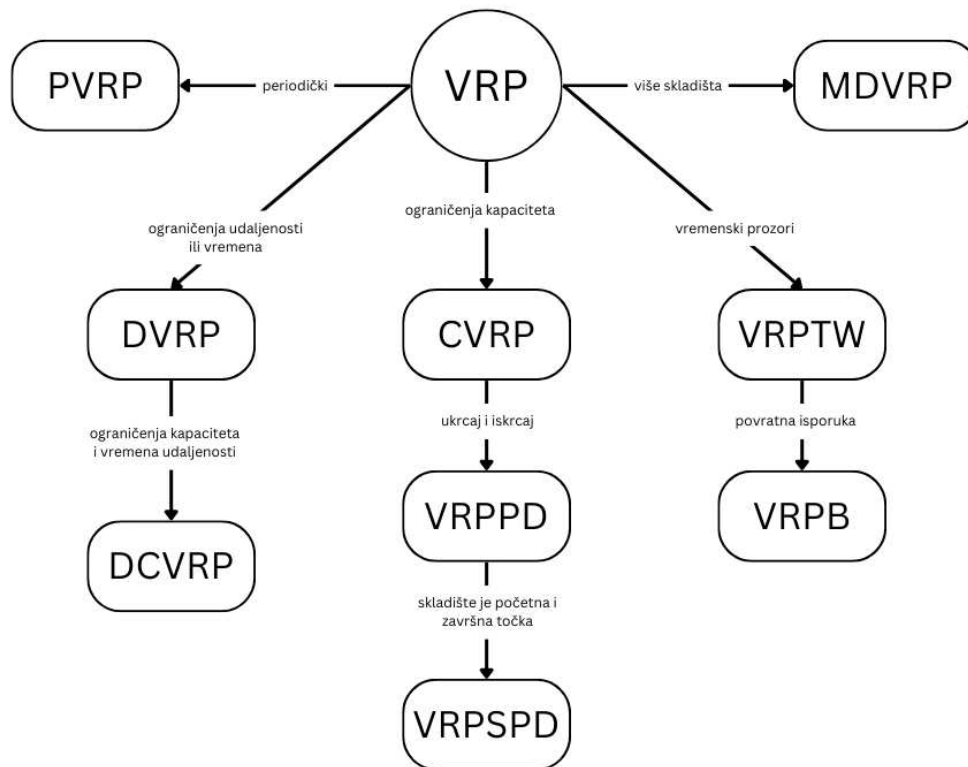 PVRP
periodički
VRP
više skladišta
MDVRP
ograničenja udaljenosti
ili vremena
ograničenja kapaciteta
vremenski prozori
DVRP
CVRP
VRPTW
ograničenja kapaciteta
i vremena udaljenosti
ukrcaj i iskrcaj
povratna isporuka
DCVRP
VRPPD
VRPB
skladište je početna i
završna točka
VRPSPD